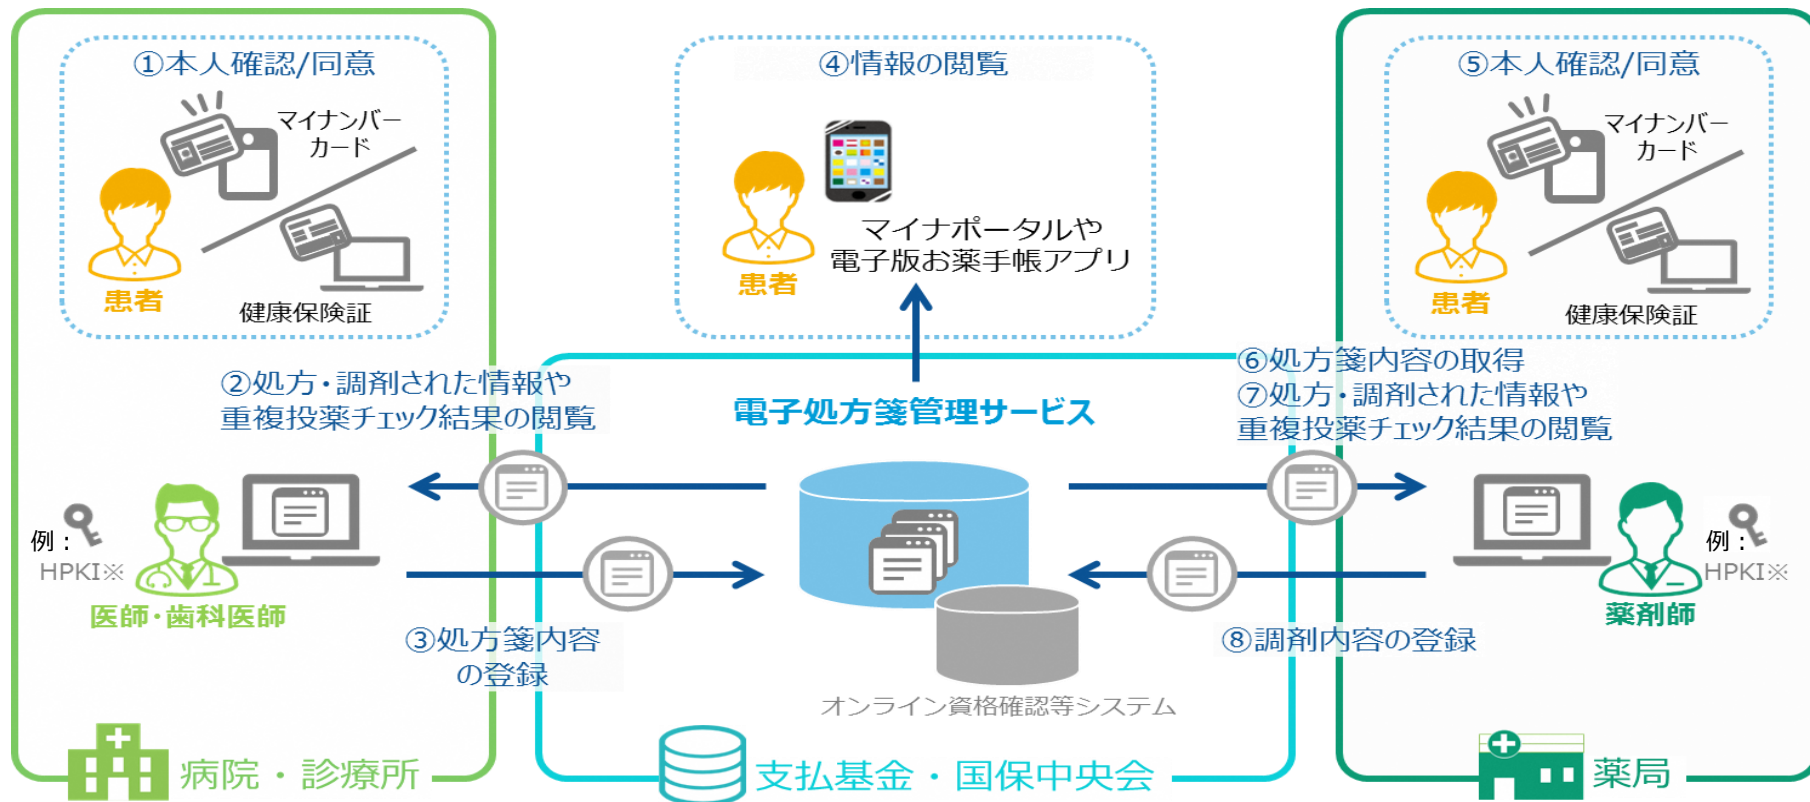 ①本人確認/同意
マイナンバー
カード
患者
健康保険証
②処方・調剤された情報や
重複投薬チェック結果の閲覧
例：
HPKI※
医師・歯科医師
③処方箋内容
の登録
病院・診療所
④情報の閲覧
マイナポータルや
電子版お薬手帳アプリ
患者
電子処方箋管理サービス
オンライン資格確認等システム
支払基金・国保中央会
⑤本人確認/同意
マイナンバー
カード
患者
健康保険証
⑥処方箋内容の取得
⑦処方・調剤された情報や
重複投薬チェック結果の閲覧
例：
HPKI※
薬剤師
⑧調剤内容の登録
薬局